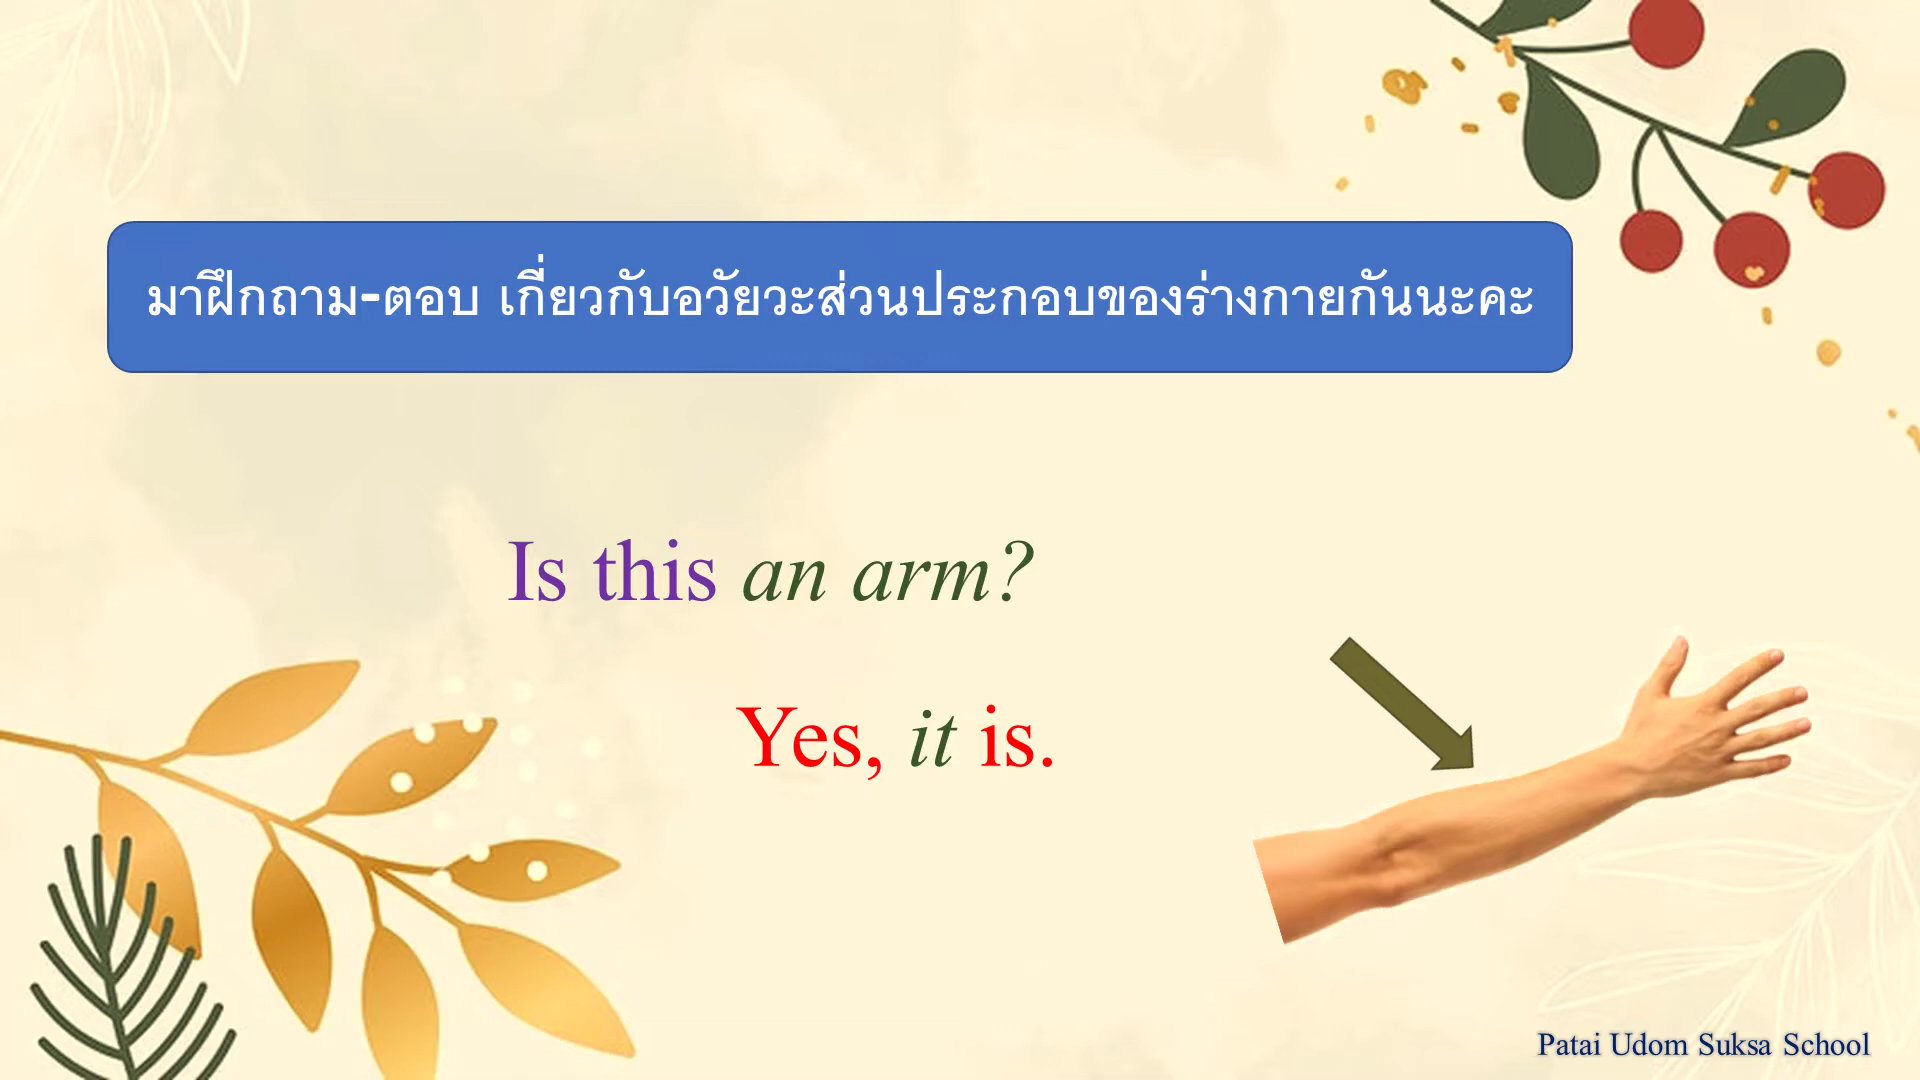 มาฝึกถาม-ตอบ เกี่ยวกับอวัยวะส่วนประกอบของร่างกายกันนะคะ
Is this an arm?
Yes, it is.
Patai Udom Suksa School